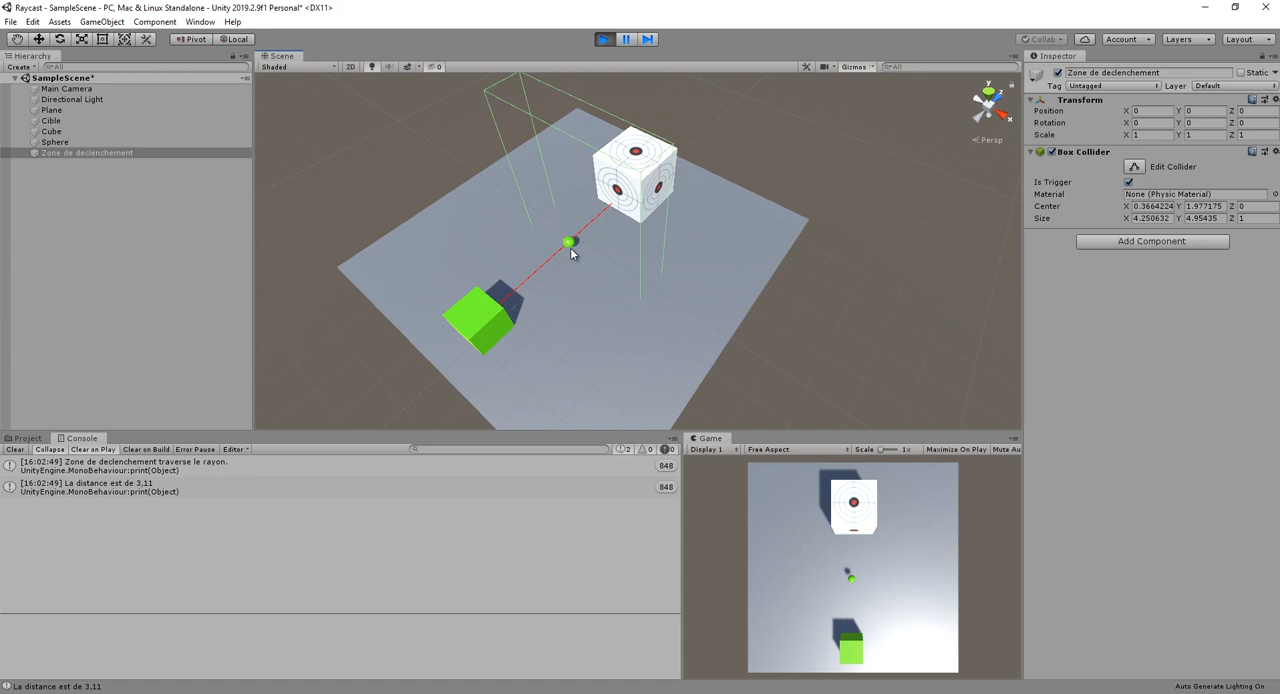 Raycast - SampleScene - PC, Mac & Linux Standalone - Unity 2019.2.9f1 Personal* <DX11>
File Edit Assets GameObject Component Window Help
Pivot Local Collab Account Layers Layout
Hierarchy
Create All
SampleScene*
Main Camera
Directional Light
Plane
Cible
Cube
Sphere
Zone de declenchement
Scene
Shaded 2D 0 Gizmos All
y
z
x
Persp
Inspector
Zone de declenchement Static
Tag Untagged Layer Default
Transform
Position X 0 Y 0 Z 0
Rotation X 0 Y 0 Z 0
Scale X 1 Y 1 Z 1
Box Collider
Edit Collider
Is Trigger
Material None (Physic Material)
Center X 0.3664224 Y 1.977175 Z 0
Size X 4.250632 Y 4.95435 Z 1
Add Component
Project Console
Clear Collapse Clear on Play Clear on Build Error Pause Editor 2 0 0
[16:02:49] Zone de declenchement traverse le rayon.
UnityEngine.MonoBehaviour:print(Object)
848
[16:02:49] La distance est de 3,11
UnityEngine.MonoBehaviour:print(Object)
848
Game
Display 1 Free Aspect Scale 1x Maximize On Play Mute Au
La distance est de 3,11
Auto Generate Lighting On